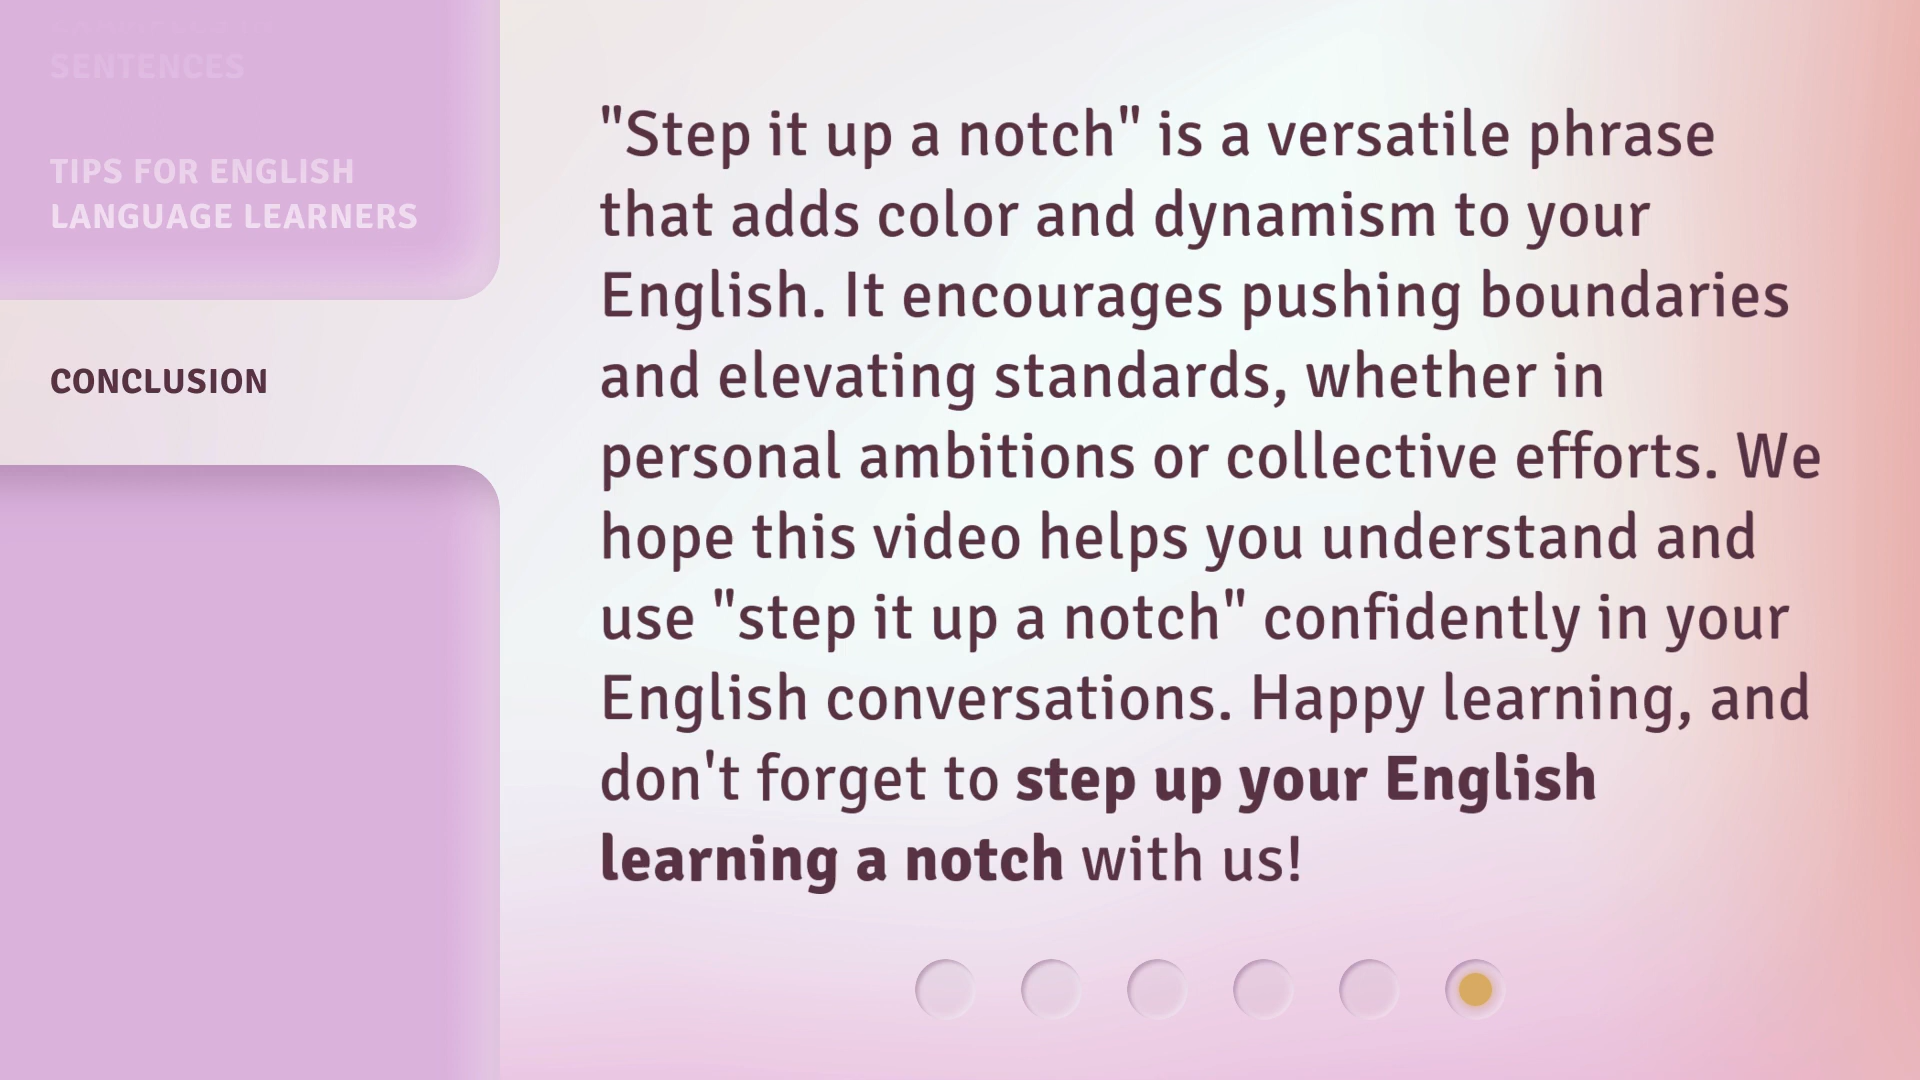 SENTENCES
TIPS FOR ENGLISH
LANGUAGE LEARNERS
CONCLUSION
"Step it up a notch" is a versatile phrase
that adds color and dynamism to your
English. It encourages pushing boundaries
and elevating standards, whether in
personal ambitions or collective efforts. We
hope this video helps you understand and
use "step it up a notch" confidently in your
English conversations. Happy learning, and
don't forget to step up your English
learning a notch with us!